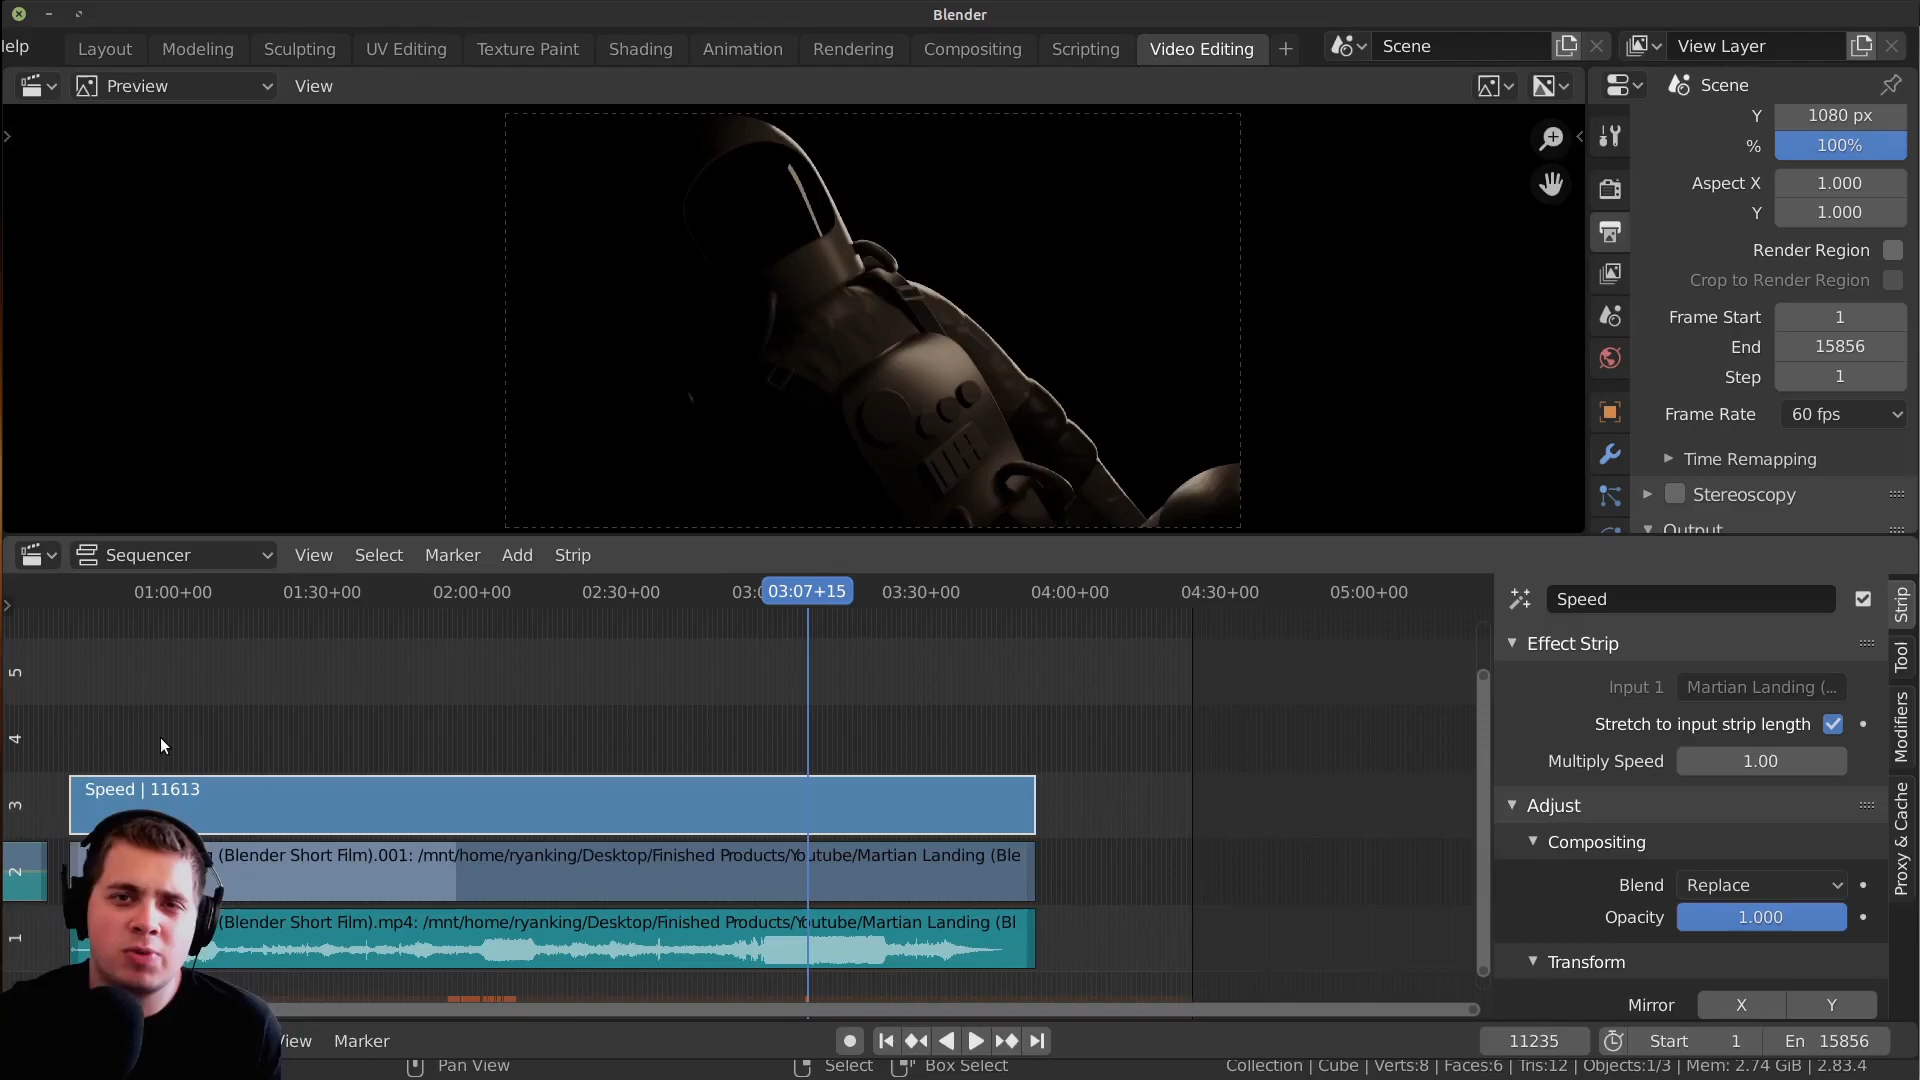 Blender
lelp Layout Modeling Sculpting UV Editing Texture Paint Shading Animation Rendering Compositing Scripting Video Editing + Scene View Layer
Preview View Scene
Y 1080 px
% 100%
Aspect X 1.000
Y 1.000
Render Region
Crop to Render Region
Frame Start 1
End 15856
Step 1
Frame Rate 60 fps
Time Remapping
Stereoscopy
Output
Sequencer View Select Marker Add Strip
01:00+00 01:30+00 02:00+00 02:30+00 03:0 03:07+15 03:30+00 04:00+00 04:30+00 05:00+00
5
4
3
2
1
Speed | 11613
(Blender Short Film).001: /mnt/home/ryanking/Desktop/Finished Products/Youtube/Martian Landing (Ble
(Blender Short Film).mp4: /mnt/home/ryanking/Desktop/Finished Products/Youtube/Martian Landing (Bl
Speed
Effect Strip
Input 1 Martian Landing (...
Stretch to input strip length
Multiply Speed 1.00
Adjust
Compositing
Blend Replace
Opacity 1.000
Transform
Mirror X Y
Strip
Tool
Modifiers
Proxy & Cache
View Marker 11235 Start 1 En 15856
Pan View Select Box Select Collection | Cube | Verts:8 | Faces:6 | Tris:12 | Objects:1/3 | Mem: 2.74 GiB | 2.83.4